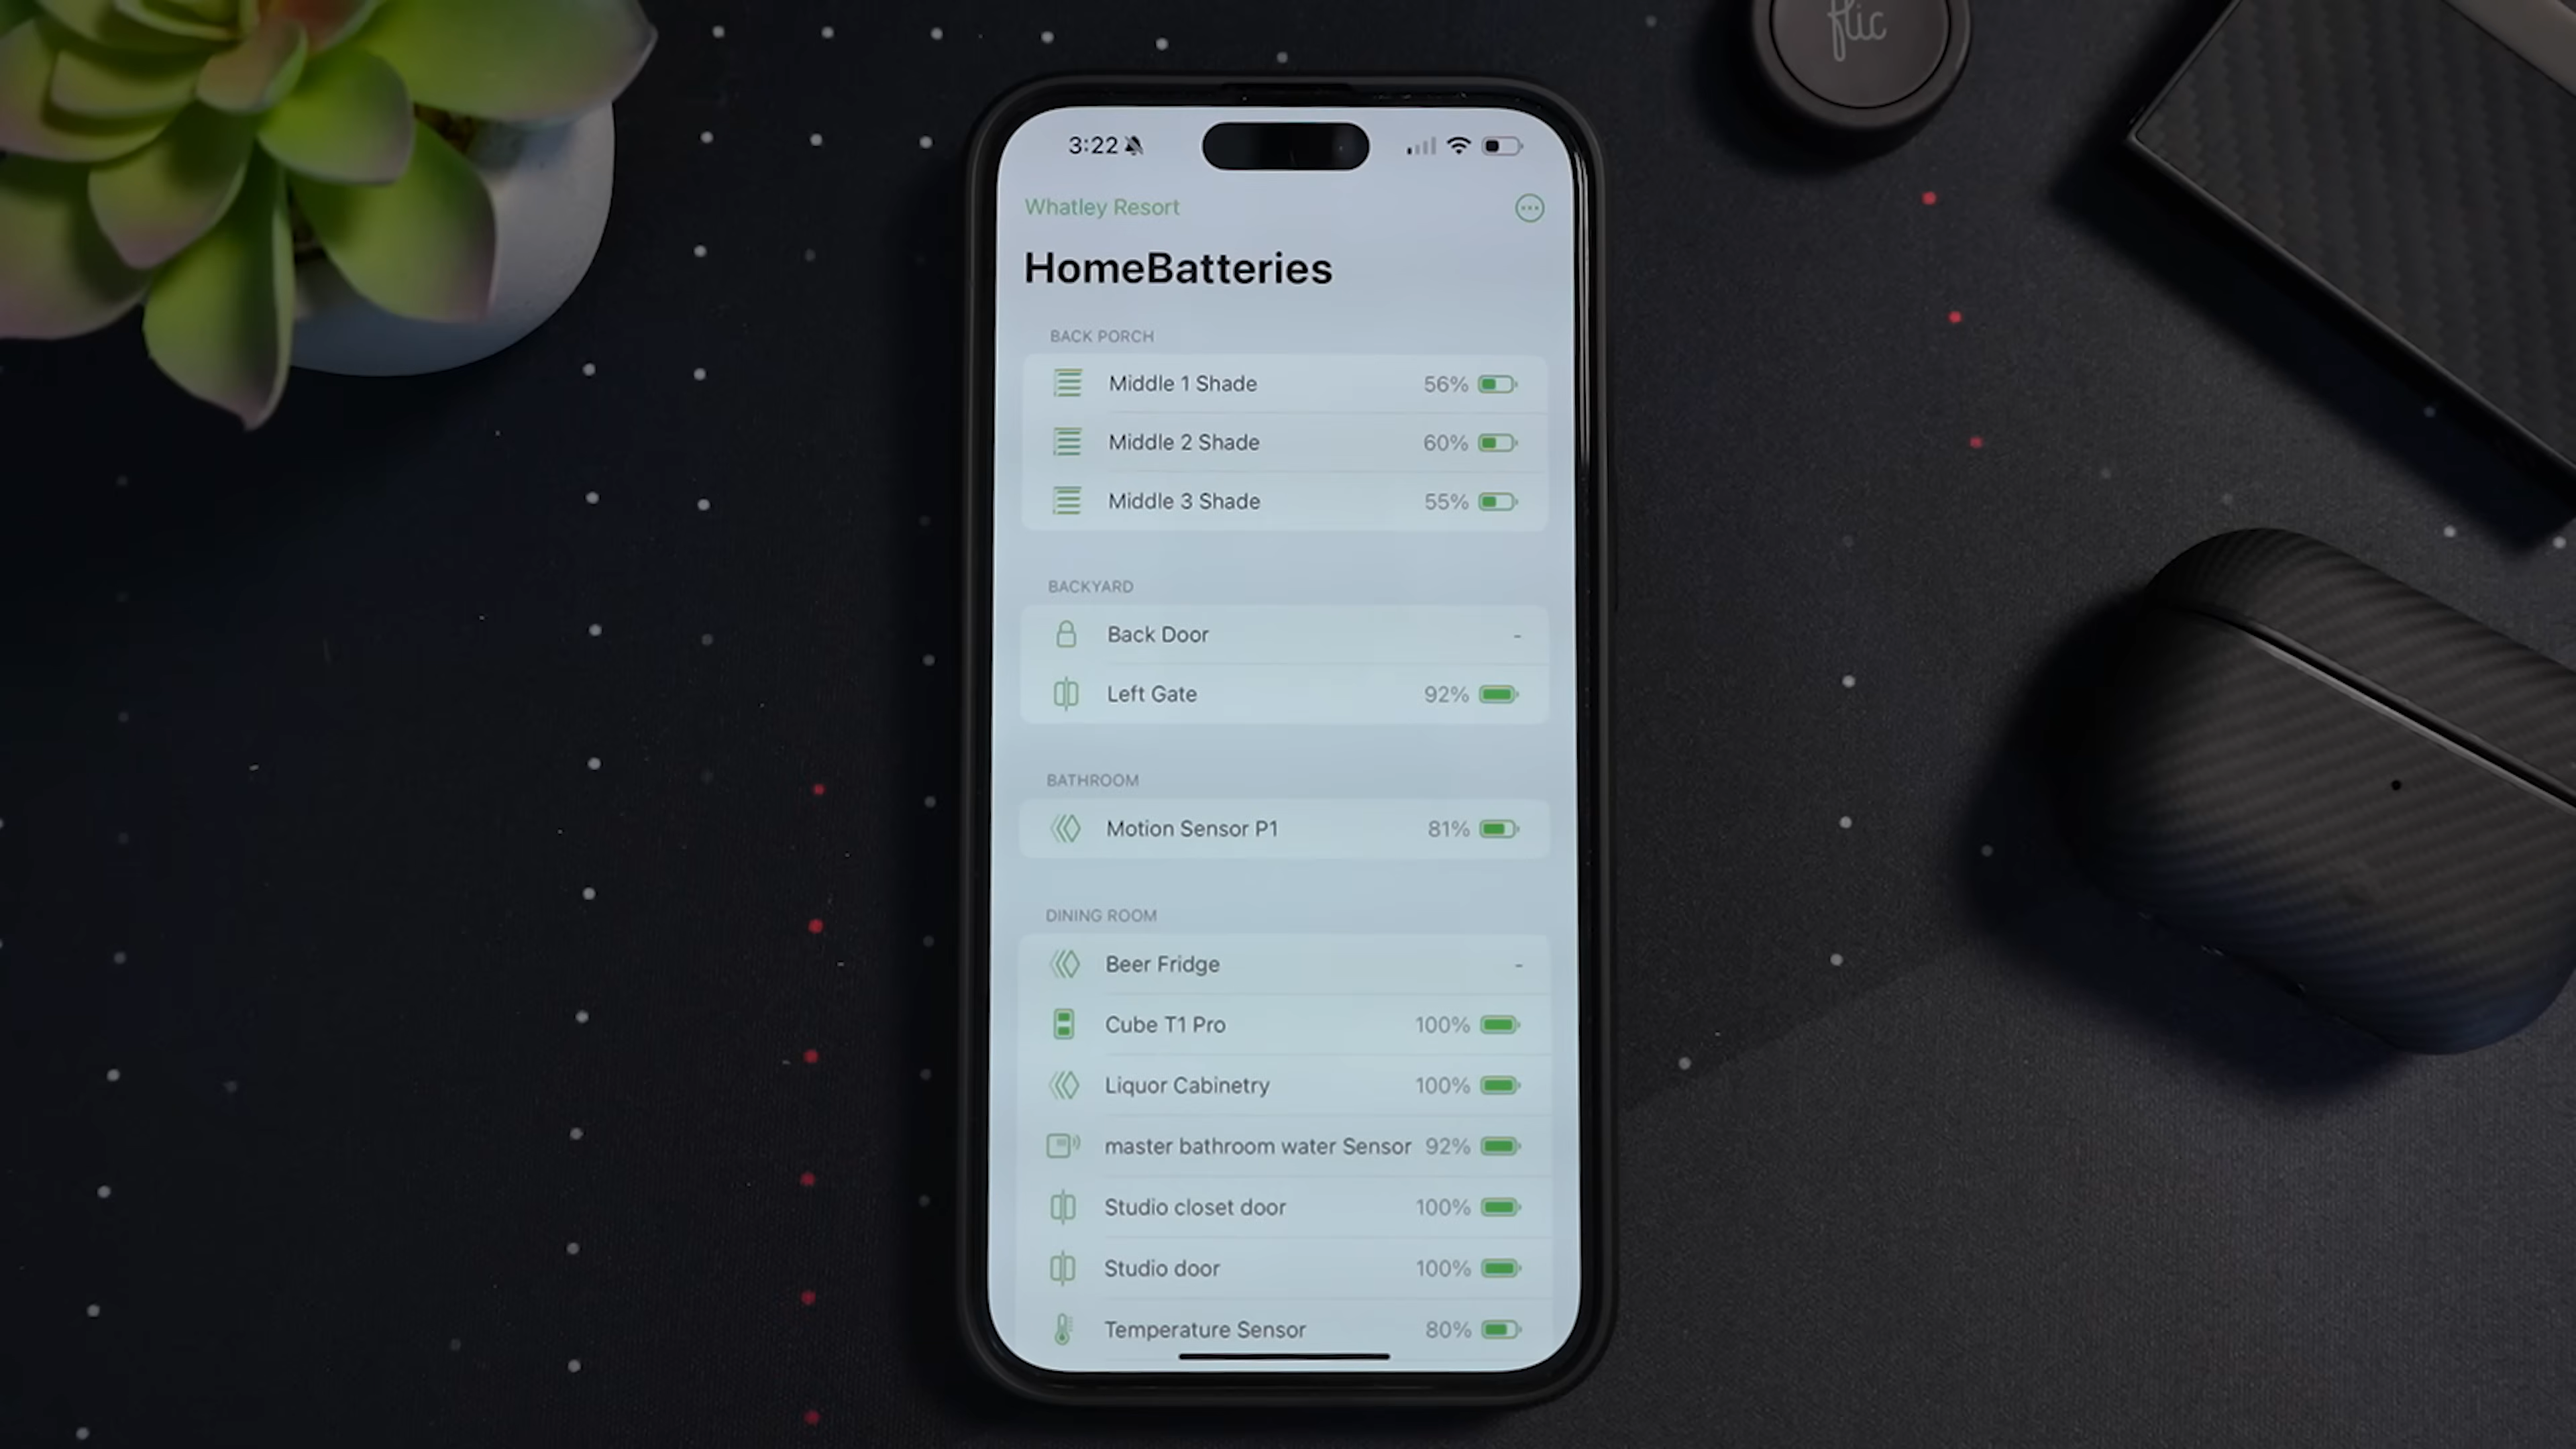 flic
3:22
Whatley Resort
HomeBatteries
BACK PORCH
Middle 1 Shade 56%
Middle 2 Shade 60%
Middle 3 Shade 55%
BACKYARD
Back Door -
Left Gate 92%
BATHROOM
Motion Sensor P1 81%
DINING ROOM
Beer Fridge -
Cube T1 Pro 100%
Liquor Cabinetry 100%
master bathroom water Sensor 92%
Studio closet door 100%
Studio door 100%
Temperature Sensor 80%